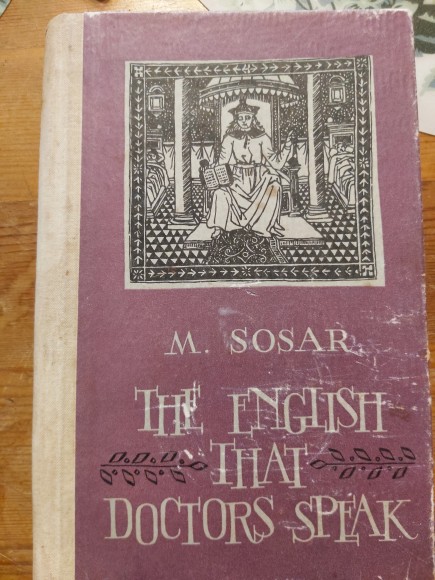 M. SOSAR
THE ENGLISH
THAT
DOCTORS SPEAK